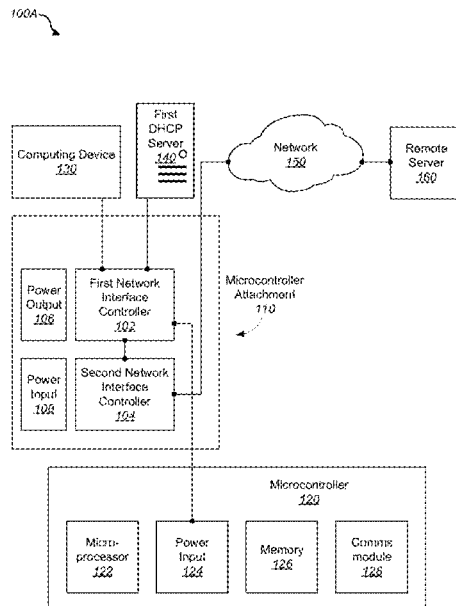 100A
First
DHCP
Server
140
Computing Device
130
Network
150
Remote
Server
160
Power
Output
106
First Network
Interface
Controller
102
Microcontroller
Attachment
110
Power
Input
108
Second Network
Interface
Controller
104
Microcontroller
120
Micro-
processor
122
Power
Input
124
Memory
126
Comms
module
128